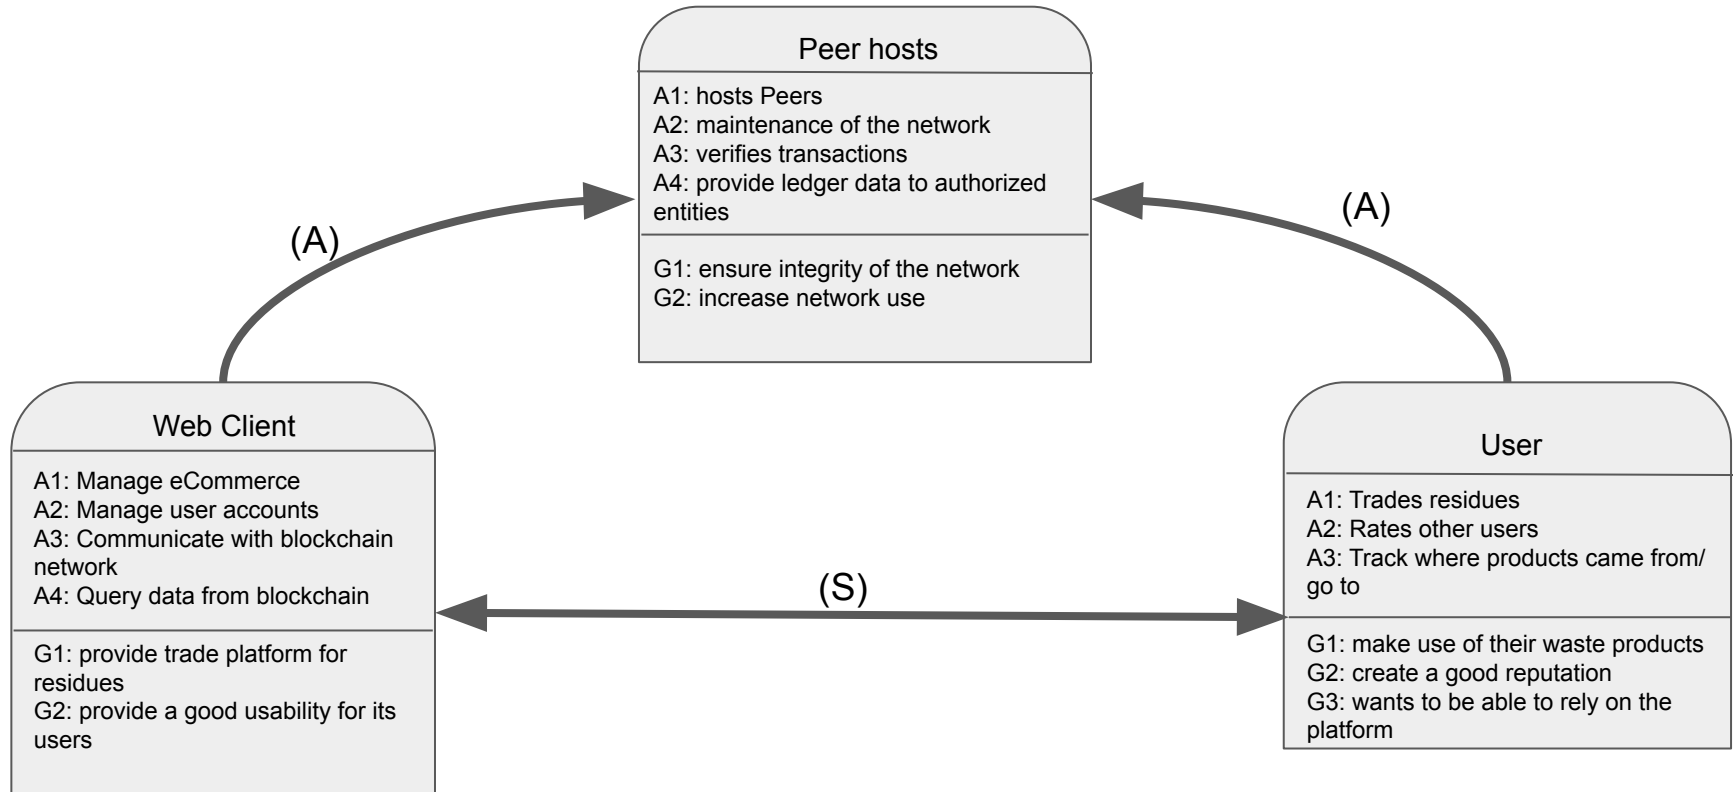 Peer hosts
A1: hosts Peers
A2: maintenance of the network
A3: verifies transactions
A4: provide ledger data to authorized
entities
G1: ensure integrity of the network
G2: increase network use
(A)
(A)
Web Client
A1: Manage eCommerce
A2: Manage user accounts
A3: Communicate with blockchain
network
A4: Query data from blockchain
G1: provide trade platform for
residues
G2: provide a good usability for its
users
(S)
User
A1: Trades residues
A2: Rates other users
A3: Track where products came from/
go to
G1: make use of their waste products
G2: create a good reputation
G3: wants to be able to rely on the
platform